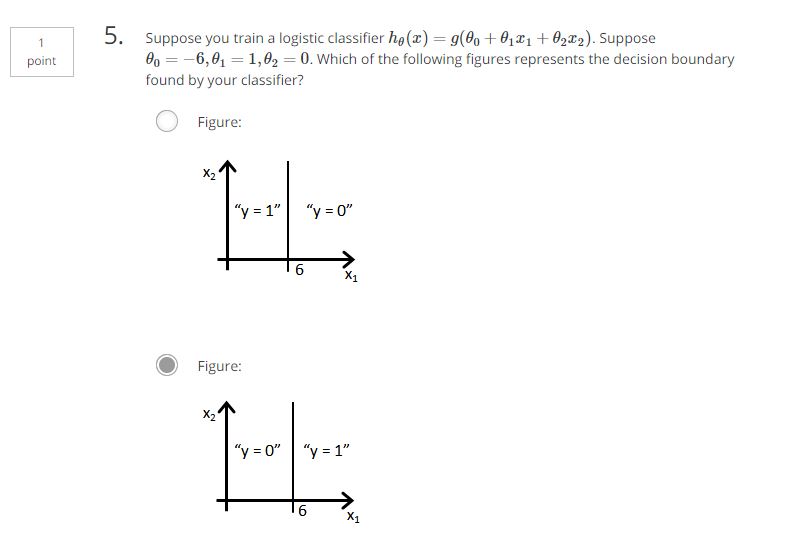 1
point
5.
Suppose you train a logistic classifier hθ(x) = g(θ₀ + θ₁x₁ + θ₂x₂). Suppose
θ₀ = −6, θ₁ = 1, θ₂ = 0. Which of the following figures represents the decision boundary
found by your classifier?
Figure:
x₂
“y = 1” “y = 0”
6
x₁
Figure:
x₂
“y = 0” “y = 1”
6
x₁